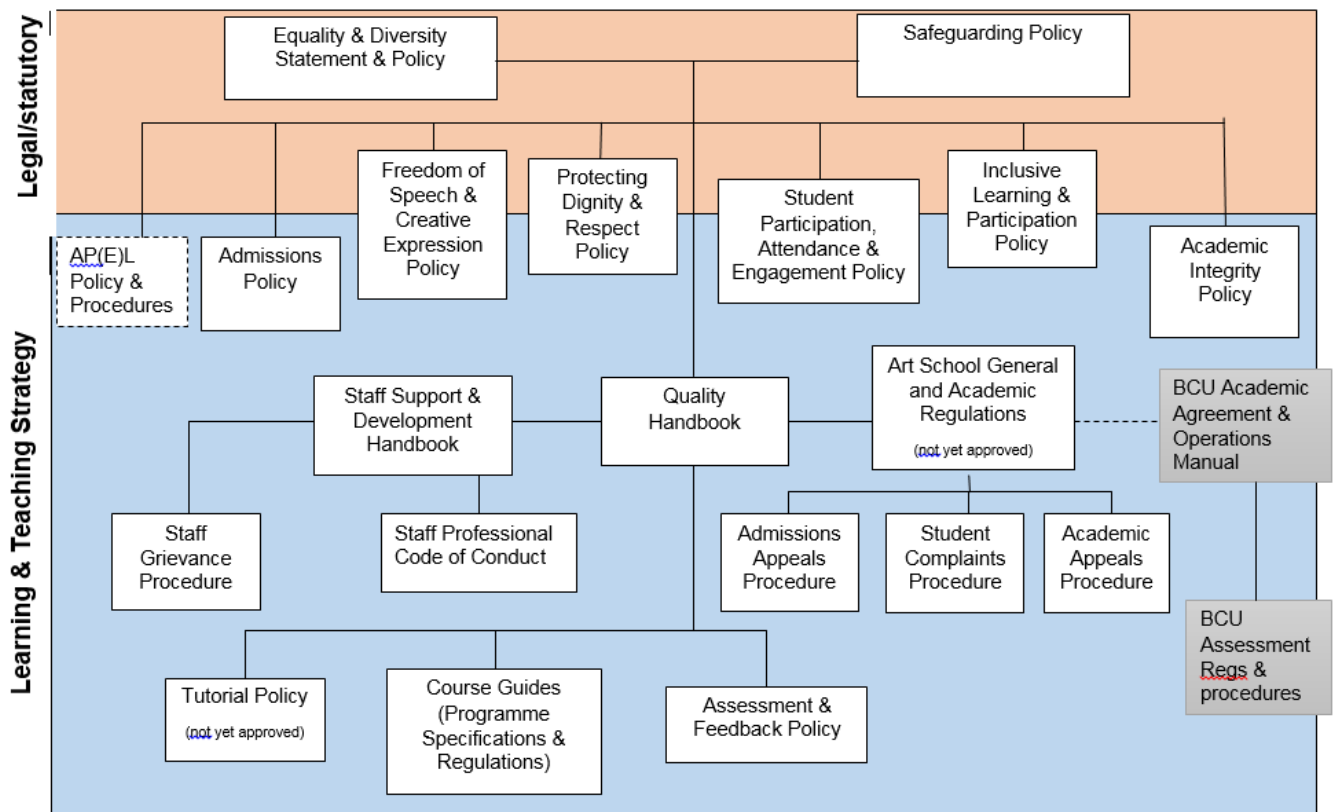 Legal/statutory
Equality & Diversity
Statement & Policy
Safeguarding Policy
Freedom of
Speech &
Creative
Expression
Policy
Protecting
Dignity &
Respect
Policy
Student
Participation,
Attendance &
Engagement Policy
Inclusive
Learning &
Participation
Policy
AP(E)L
Policy &
Procedures
Admissions
Policy
Academic
Integrity
Policy
Learning & Teaching Strategy
Staff Support &
Development
Handbook
Quality
Handbook
Art School General
and Academic
Regulations
(not yet approved)
BCU Academic
Agreement &
Operations
Manual
Staff
Grievance
Procedure
Staff Professional
Code of Conduct
Admissions
Appeals
Procedure
Student
Complaints
Procedure
Academic
Appeals
Procedure
BCU
Assessment
Regs &
procedures
Tutorial Policy
(not yet approved)
Course Guides
(Programme
Specifications &
Regulations)
Assessment &
Feedback Policy